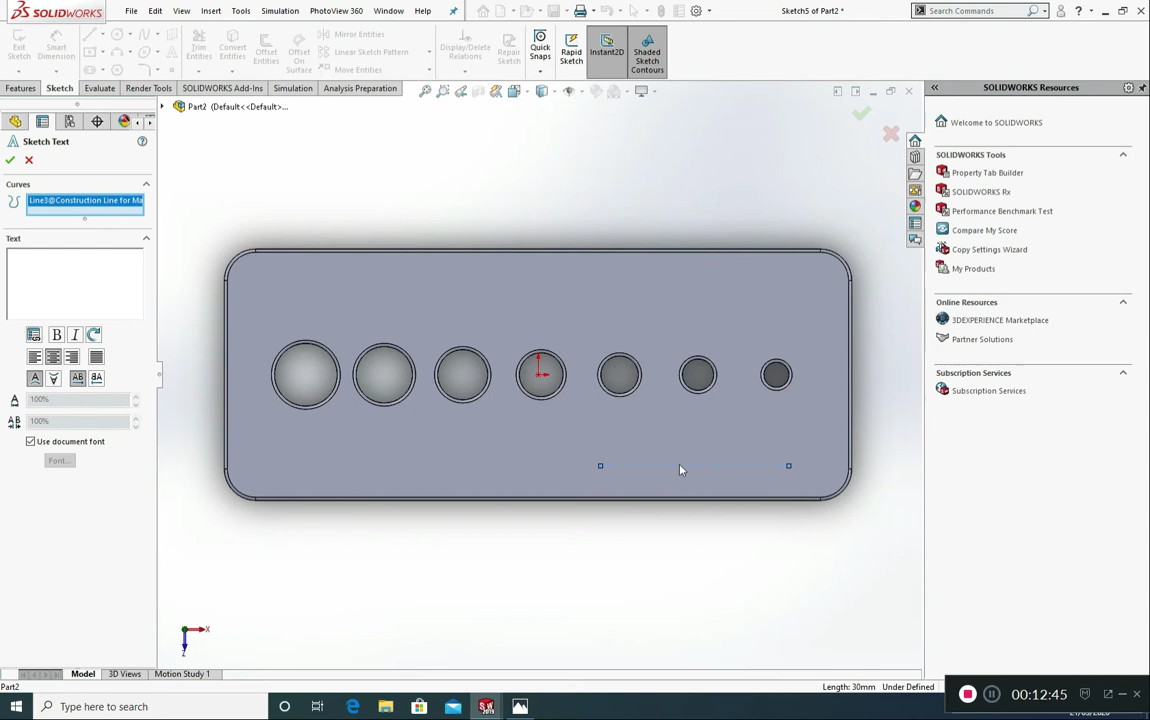 SOLIDWORKS
File Edit View Insert Tools Simulation PhotoView 360 Window Help
Sketch5 of Part2 *
Search Commands
Exit Sketch
Smart Dimension
Trim Entities
Convert Entities
Offset Entities
Offset On Surface
Mirror Entities
Linear Sketch Pattern
Move Entities
Display/Delete Relations
Repair Sketch
Quick Snaps
Rapid Sketch
Instant2D
Shaded Sketch Contours
Features Sketch Evaluate Render Tools SOLIDWORKS Add-Ins Simulation Analysis Preparation
Part2 (Default<<Default>...
SOLIDWORKS Resources
Sketch Text
Welcome to SOLIDWORKS
SOLIDWORKS Tools
Property Tab Builder
SOLIDWORKS Rx
Performance Benchmark Test
Compare My Score
Copy Settings Wizard
My Products
Online Resources
3DEXPERIENCE Marketplace
Partner Solutions
Subscription Services
Subscription Services
Curves
Line3@Construction Line for Ma
Text
B I
A
AB
100%
100%
Use document font
Font...
X
Z
Model 3D Views Motion Study 1
Part2
Length: 30mm Under Defined
Type here to search
SW 2019
00:12:45